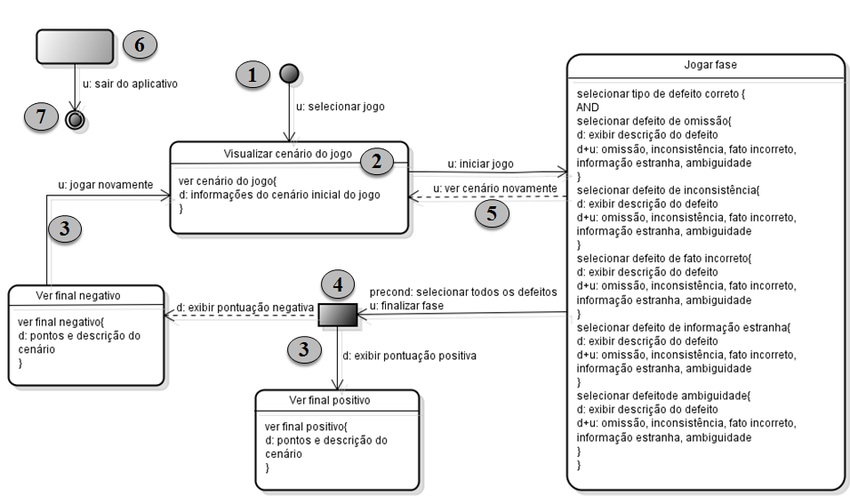 6
u: sair do aplicativo
7
1
u: selecionar jogo
Visualizar cenário do jogo
2
ver cenário do jogo{
d: informações do cenário inicial do jogo
}
u: iniciar jogo
u: ver cenário novamente
5
u: jogar novamente
3
Ver final negativo
ver final negativo{
d: pontos e descrição do
cenário
}
d: exibir pontuação negativa
4
precond: selecionar todos os defeitos
u: finalizar fase
3
d: exibir pontuação positiva
Ver final positivo
ver final positivo{
d: pontos e descrição do
cenário
}
Jogar fase
selecionar tipo de defeito correto {
AND
selecionar defeito de omissão{
d: exibir descrição do defeito
d+u: omissão, inconsistência, fato incorreto,
informação estranha, ambiguidade
}
selecionar defeito de inconsistência{
d: exibir descrição do defeito
d+u: omissão, inconsistência, fato incorreto,
informação estranha, ambiguidade
}
selecionar defeito de fato incorreto{
d: exibir descrição do defeito
d+u: omissão, inconsistência, fato incorreto,
informação estranha, ambiguidade
}
selecionar defeito de informação estranha{
d: exibir descrição do defeito
d+u: omissão, inconsistência, fato incorreto,
informação estranha, ambiguidade
}
selecionar defeitode ambiguidade{
d: exibir descrição do defeito
d+u: omissão, inconsistência, fato incorreto,
informação estranha, ambiguidade
}
}